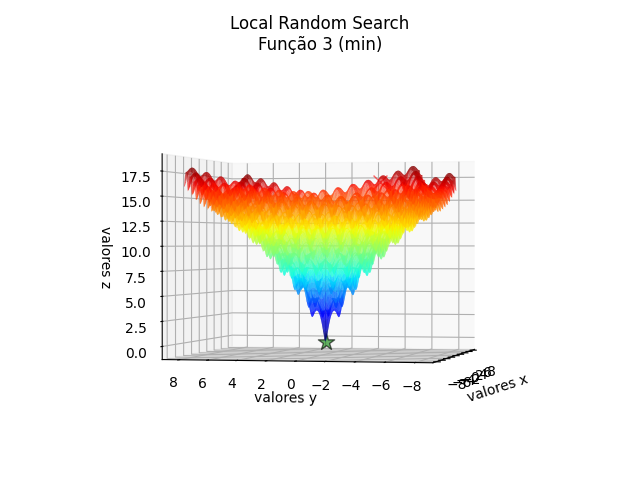 Local Random Search
Função 3 (min)
17.5
15.0
12.5
10.0
7.5
5.0
2.5
0.0
valores z
8 6 4 2 0 −2 −4 −6 −8
valores y
valores x